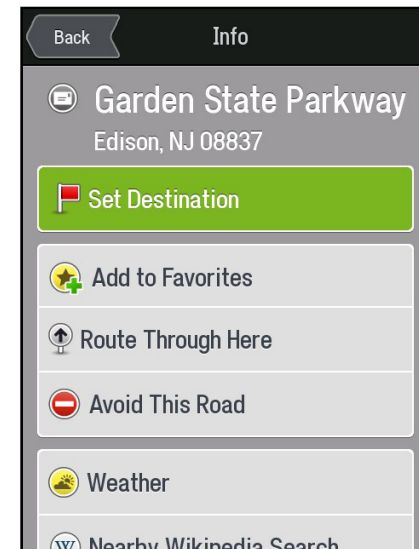 Back
Info
Garden State Parkway
Edison, NJ 08837
Set Destination
Add to Favorites
Route Through Here
Avoid This Road
Weather
W Nearby Wikipedia Search